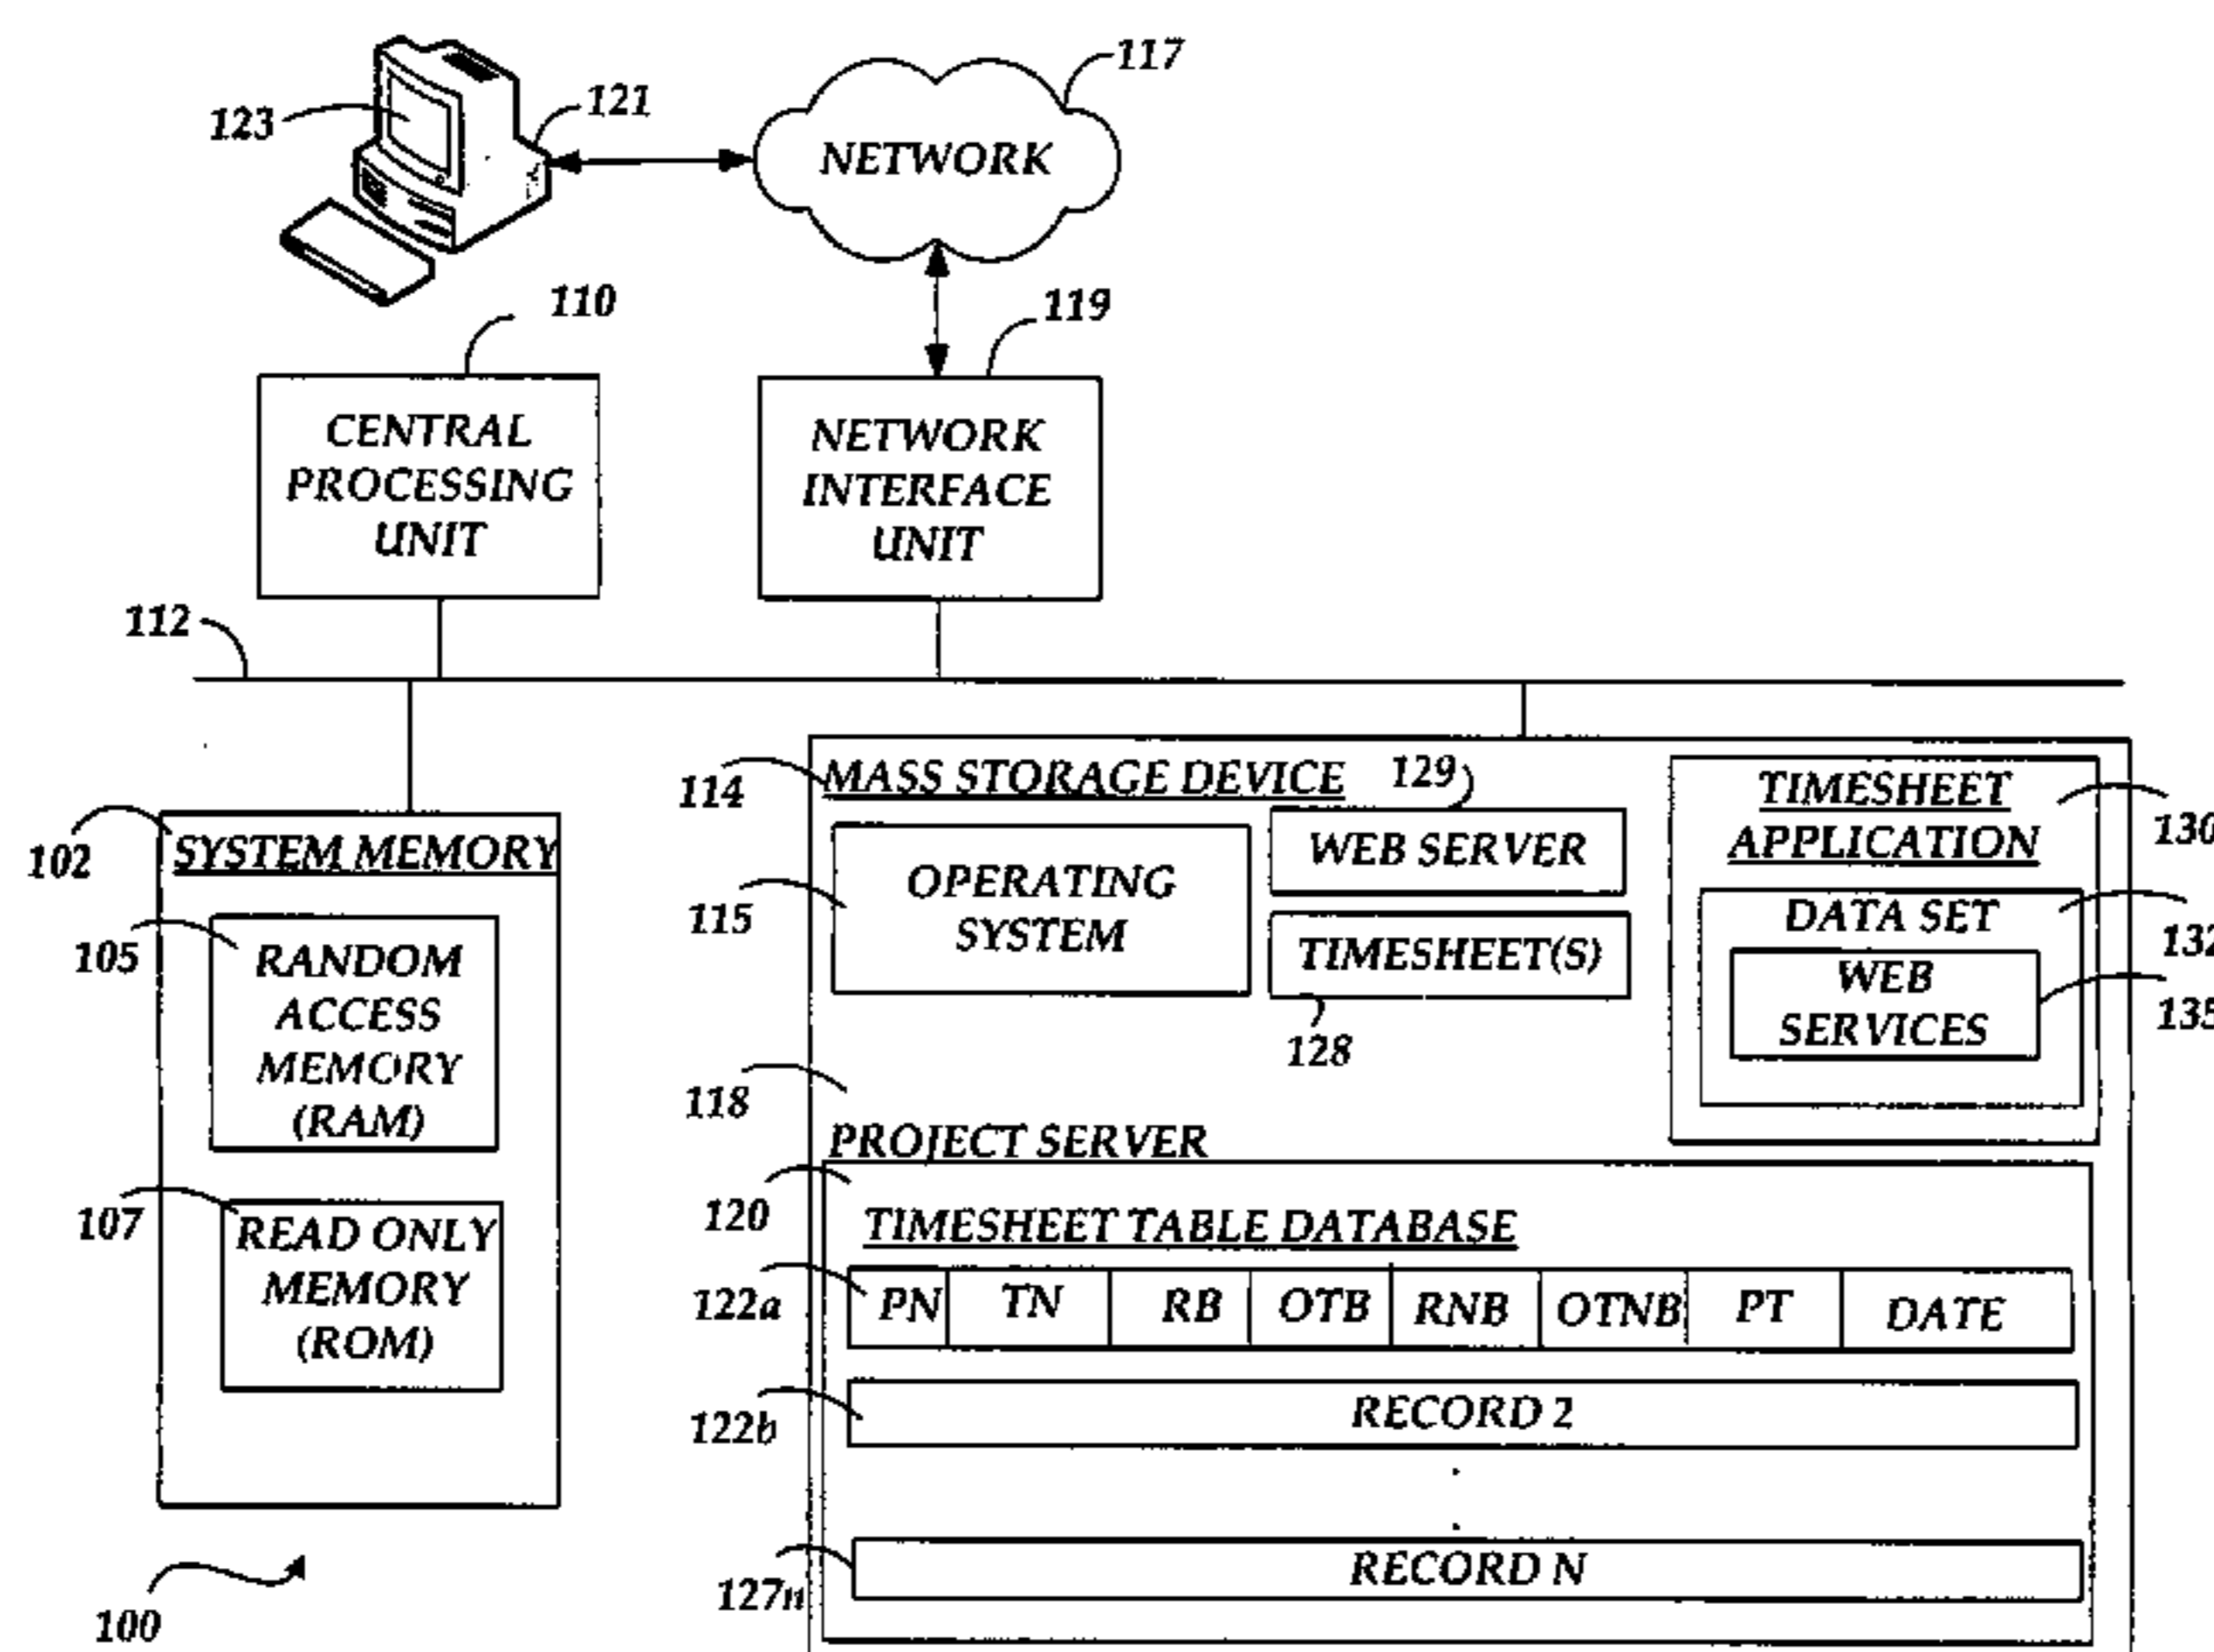 117
123
121
NETWORK
110
119
CENTRAL
PROCESSING
UNIT
NETWORK
INTERFACE
UNIT
112
114
MASS STORAGE DEVICE
129
WEB SERVER
115
OPERATING
SYSTEM
TIMESHEET(S)
128
TIMESHEET
APPLICATION
130
DATA SET
132
WEB
SERVICES
135
102
SYSTEM MEMORY
105
RANDOM
ACCESS
MEMORY
(RAM)
107
READ ONLY
MEMORY
(ROM)
118
PROJECT SERVER
120
TIMESHEET TABLE DATABASE
122a
PN TN RB OTB RNB OTNB PT DATE
122b
RECORD 2
127n
RECORD N
100